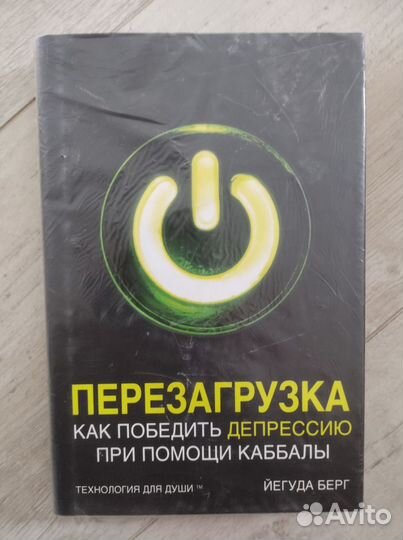 ПЕРЕЗАГРУЗКА
КАК ПОБЕДИТЬ ДЕПРЕССИЮ
ПРИ ПОМОЩИ КАББАЛЫ
ТЕХНОЛОГИЯ ДЛЯ ДУШИ ™ ЙЕГУДА БЕРГ
Avito